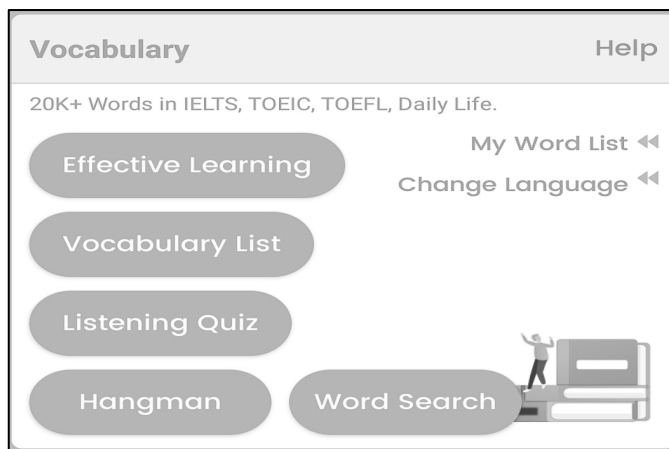 Vocabulary
Help
20K+ Words in IELTS, TOEIC, TOEFL, Daily Life.
My Word List
Effective Learning
Change Language
Vocabulary List
Listening Quiz
Hangman
Word Search